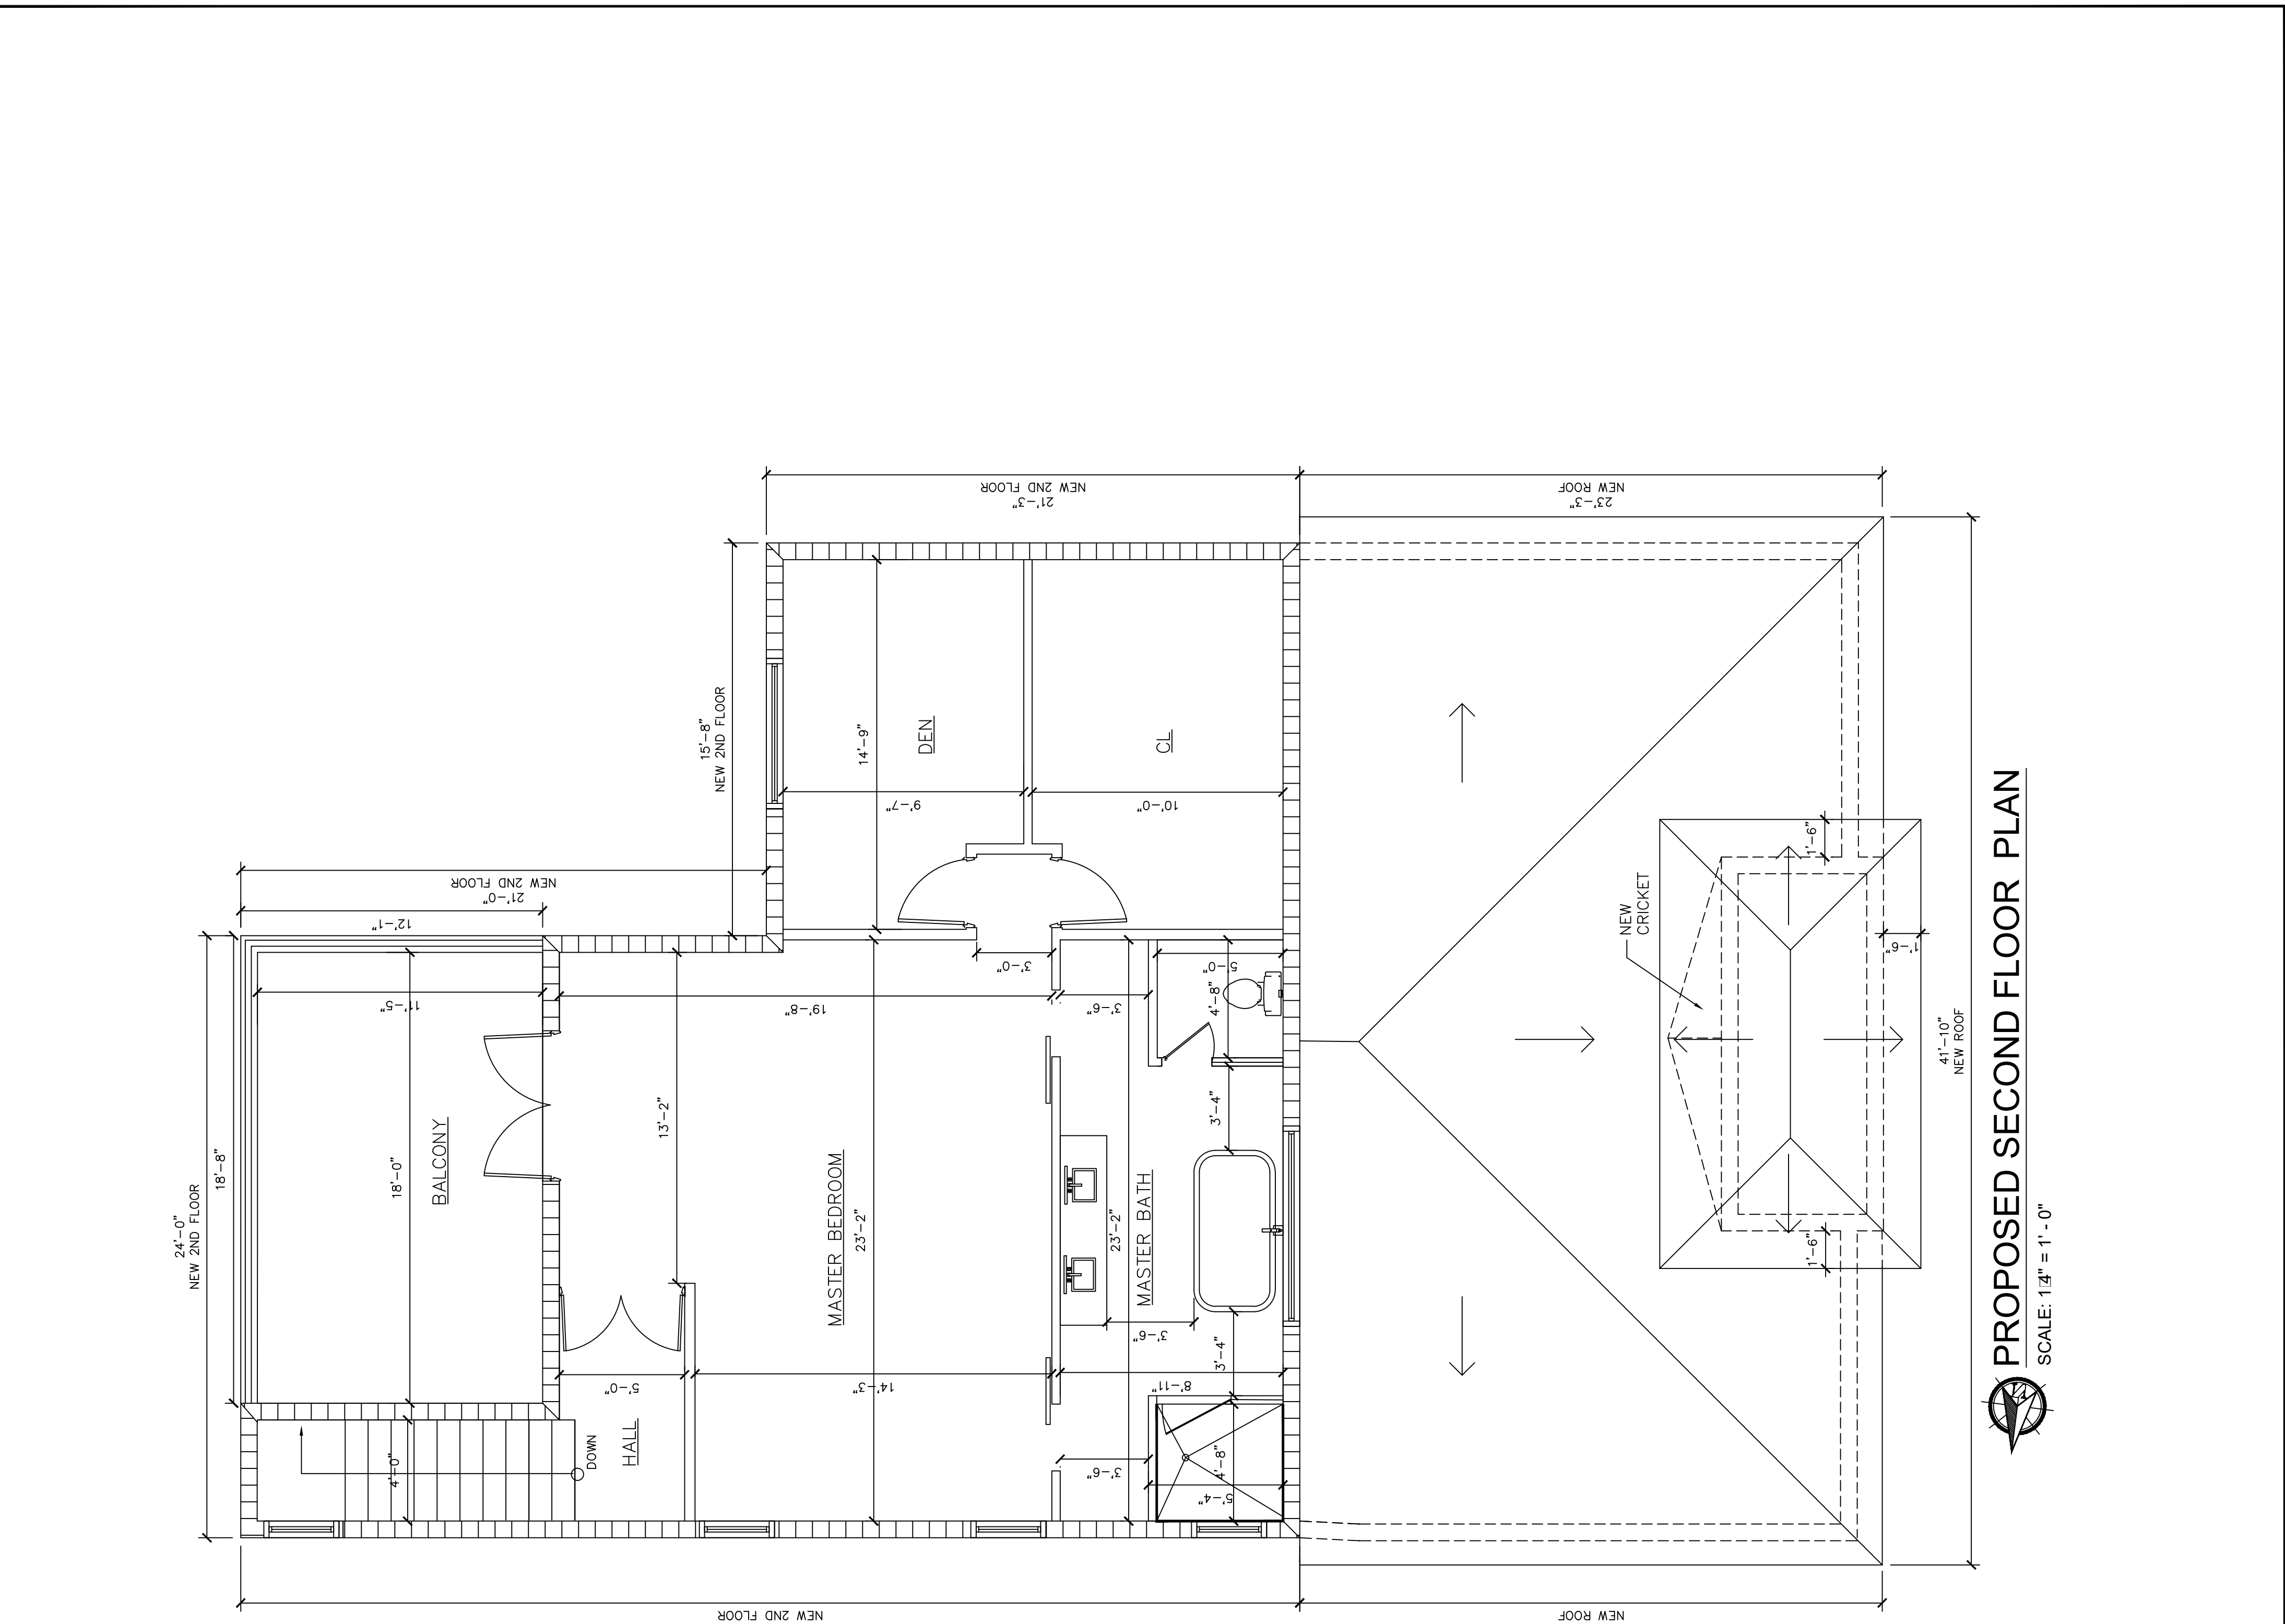 24'-0"
NEW 2ND FLOOR
18'-8"
NEW 2ND FLOOR
21'-0"
12'-1"
15'-8"
NEW 2ND FLOOR
NEW 2ND FLOOR
21'-3"
NEW ROOF
23'-3"
11'-5"
18'-0"
BALCONY
4'-0"
DOWN
HALL
5'-0"
13'-2"
19'-8"
MASTER BEDROOM
23'-2"
14'-3"
14'-9"
DEN
9'-7"
CL
10'-0"
3'-0"
3'-6"
5'-0"
4'-8"
3'-4"
23'-2"
MASTER BATH
3'-6"
3'-4"
8'-11"
3'-6"
4'-8"
5'-4"
NEW
CRICKET
1'-6"
1'-6"
1'-6"
41'-10"
NEW ROOF
NEW 2ND FLOOR
NEW ROOF
PROPOSED SECOND FLOOR PLAN
SCALE: 1□4" = 1' - 0"
N